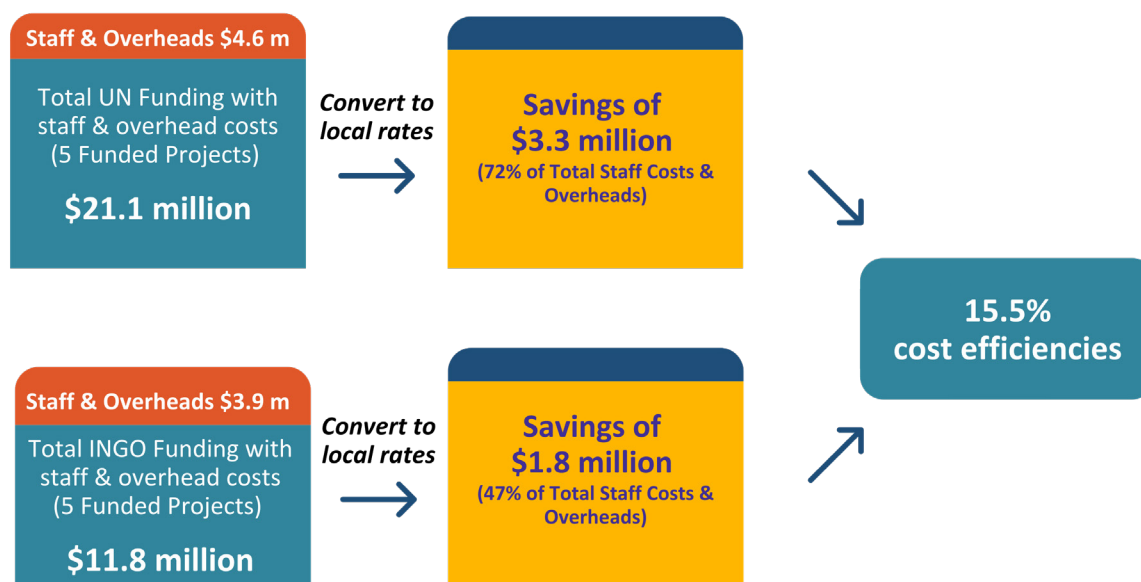 Staff & Overheads $4.6 m
Total UN Funding with
staff & overhead costs
(5 Funded Projects)
$21.1 million
Convert to
local rates
Savings of
$3.3 million
(72% of Total Staff Costs &
Overheads)
15.5%
cost efficiencies
Staff & Overheads $3.9 m
Total INGO Funding with
staff & overhead costs
(5 Funded Projects)
$11.8 million
Convert to
local rates
Savings of
$1.8 million
(47% of Total Staff Costs &
Overheads)